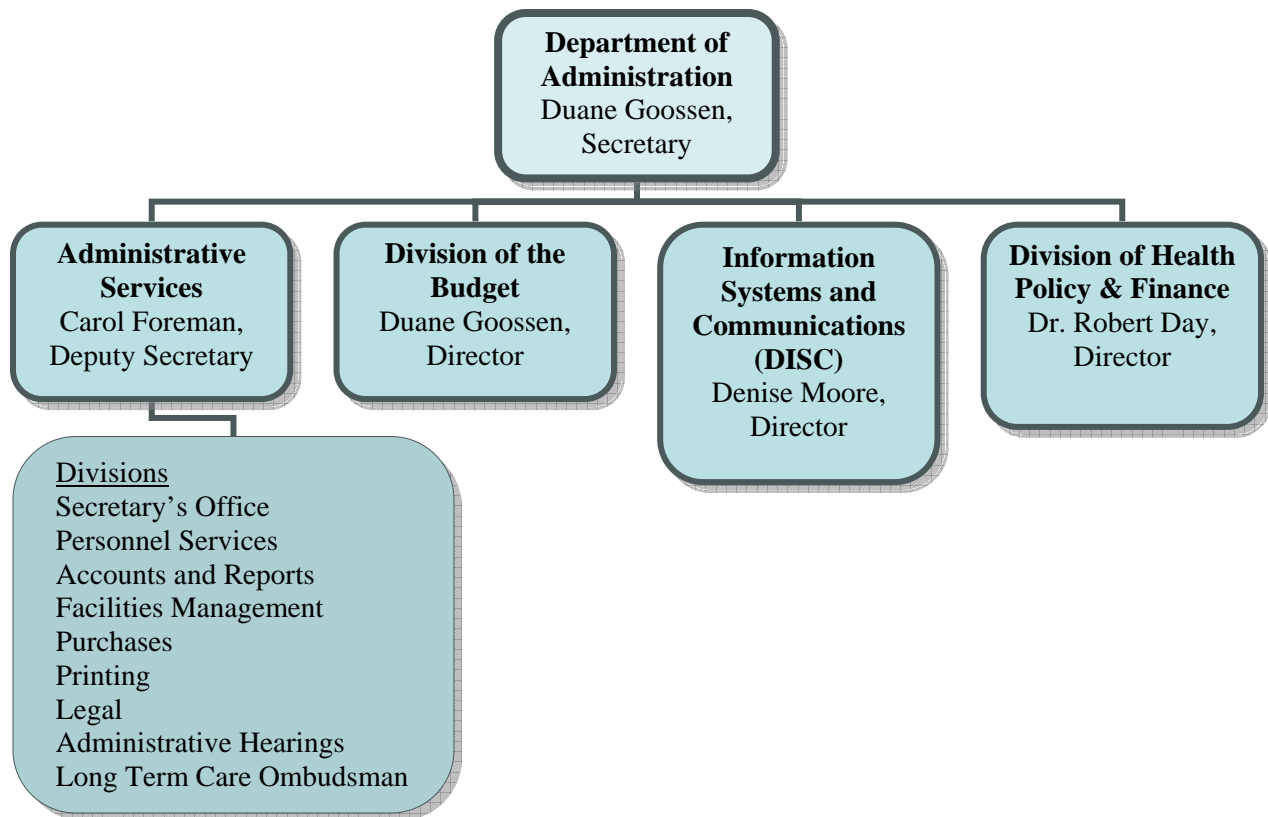 Department of
Administration
Duane Goossen,
Secretary
Administrative
Services
Carol Foreman,
Deputy Secretary
Division of the
Budget
Duane Goossen,
Director
Information
Systems and
Communications
(DISC)
Denise Moore,
Director
Division of Health
Policy & Finance
Dr. Robert Day,
Director
Divisions
Secretary’s Office
Personnel Services
Accounts and Reports
Facilities Management
Purchases
Printing
Legal
Administrative Hearings
Long Term Care Ombudsman